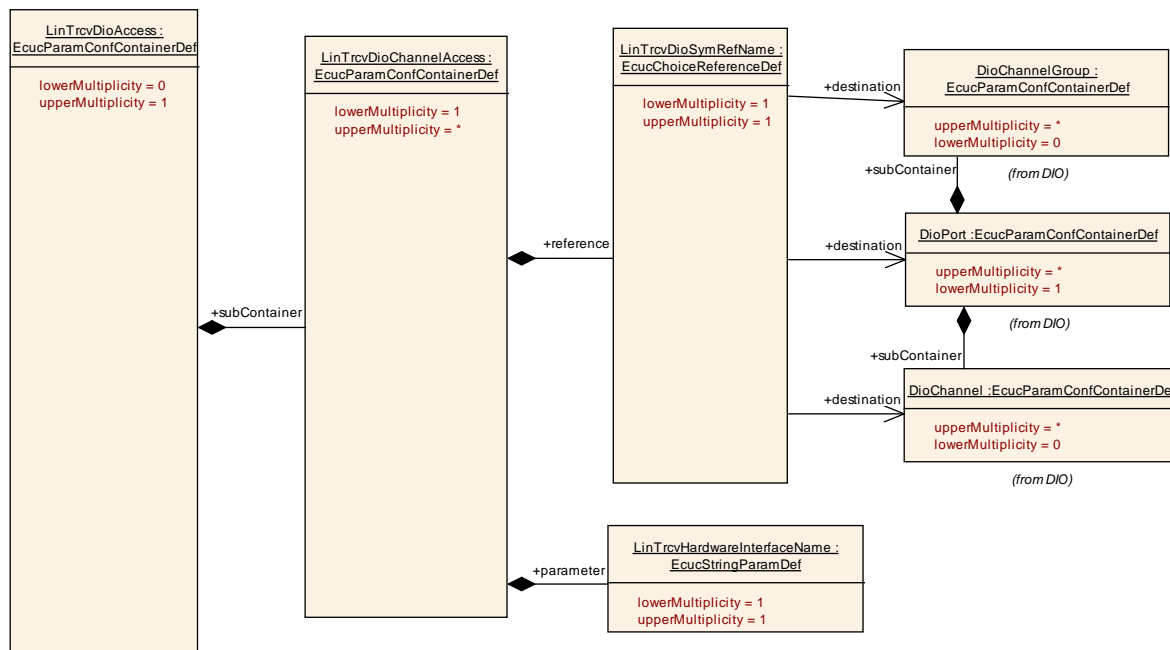 LinTrcvDioAccess :
EcucParamConfContainerDef
lowerMultiplicity = 0
upperMultiplicity = 1
+subContainer
LinTrcvDioChannelAccess :
EcucParamConfContainerDef
lowerMultiplicity = 1
upperMultiplicity = *
+reference
+parameter
LinTrcvDioSymRefName :
EcucChoiceReferenceDef
lowerMultiplicity = 1
upperMultiplicity = 1
+destination
+destination
+destination
DioChannelGroup :
EcucParamConfContainerDef
upperMultiplicity = *
lowerMultiplicity = 0
(from DIO)
+subContainer
DioPort :EcucParamConfContainerDef
upperMultiplicity = *
lowerMultiplicity = 1
(from DIO)
+subContainer
DioChannel :EcucParamConfContainerDe
upperMultiplicity = *
lowerMultiplicity = 0
(from DIO)
LinTrcvHardwareInterfaceName :
EcucStringParamDef
lowerMultiplicity = 1
upperMultiplicity = 1